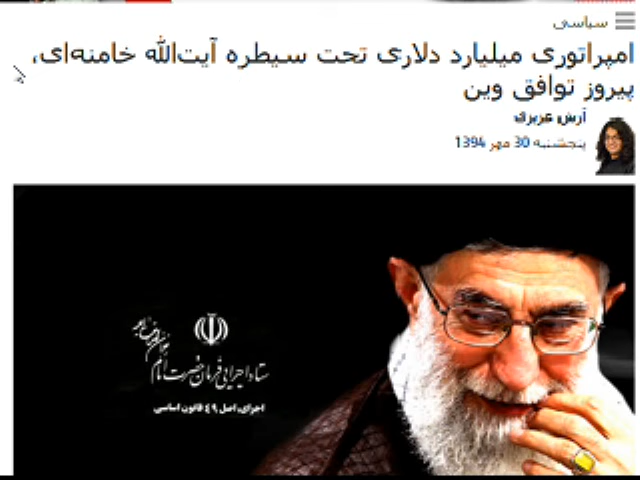 سیاسی
امپراتوری میلیارد دلاری تحت سیطره آیت‌الله خامنه‌ای،
پیروز توافق وین
آرش عزیزی
پنجشنبه 30 مهر 1394
ستاد اجرایی فرمان حضرت امام
اجرای اصل ۴۹ قانون اساسی